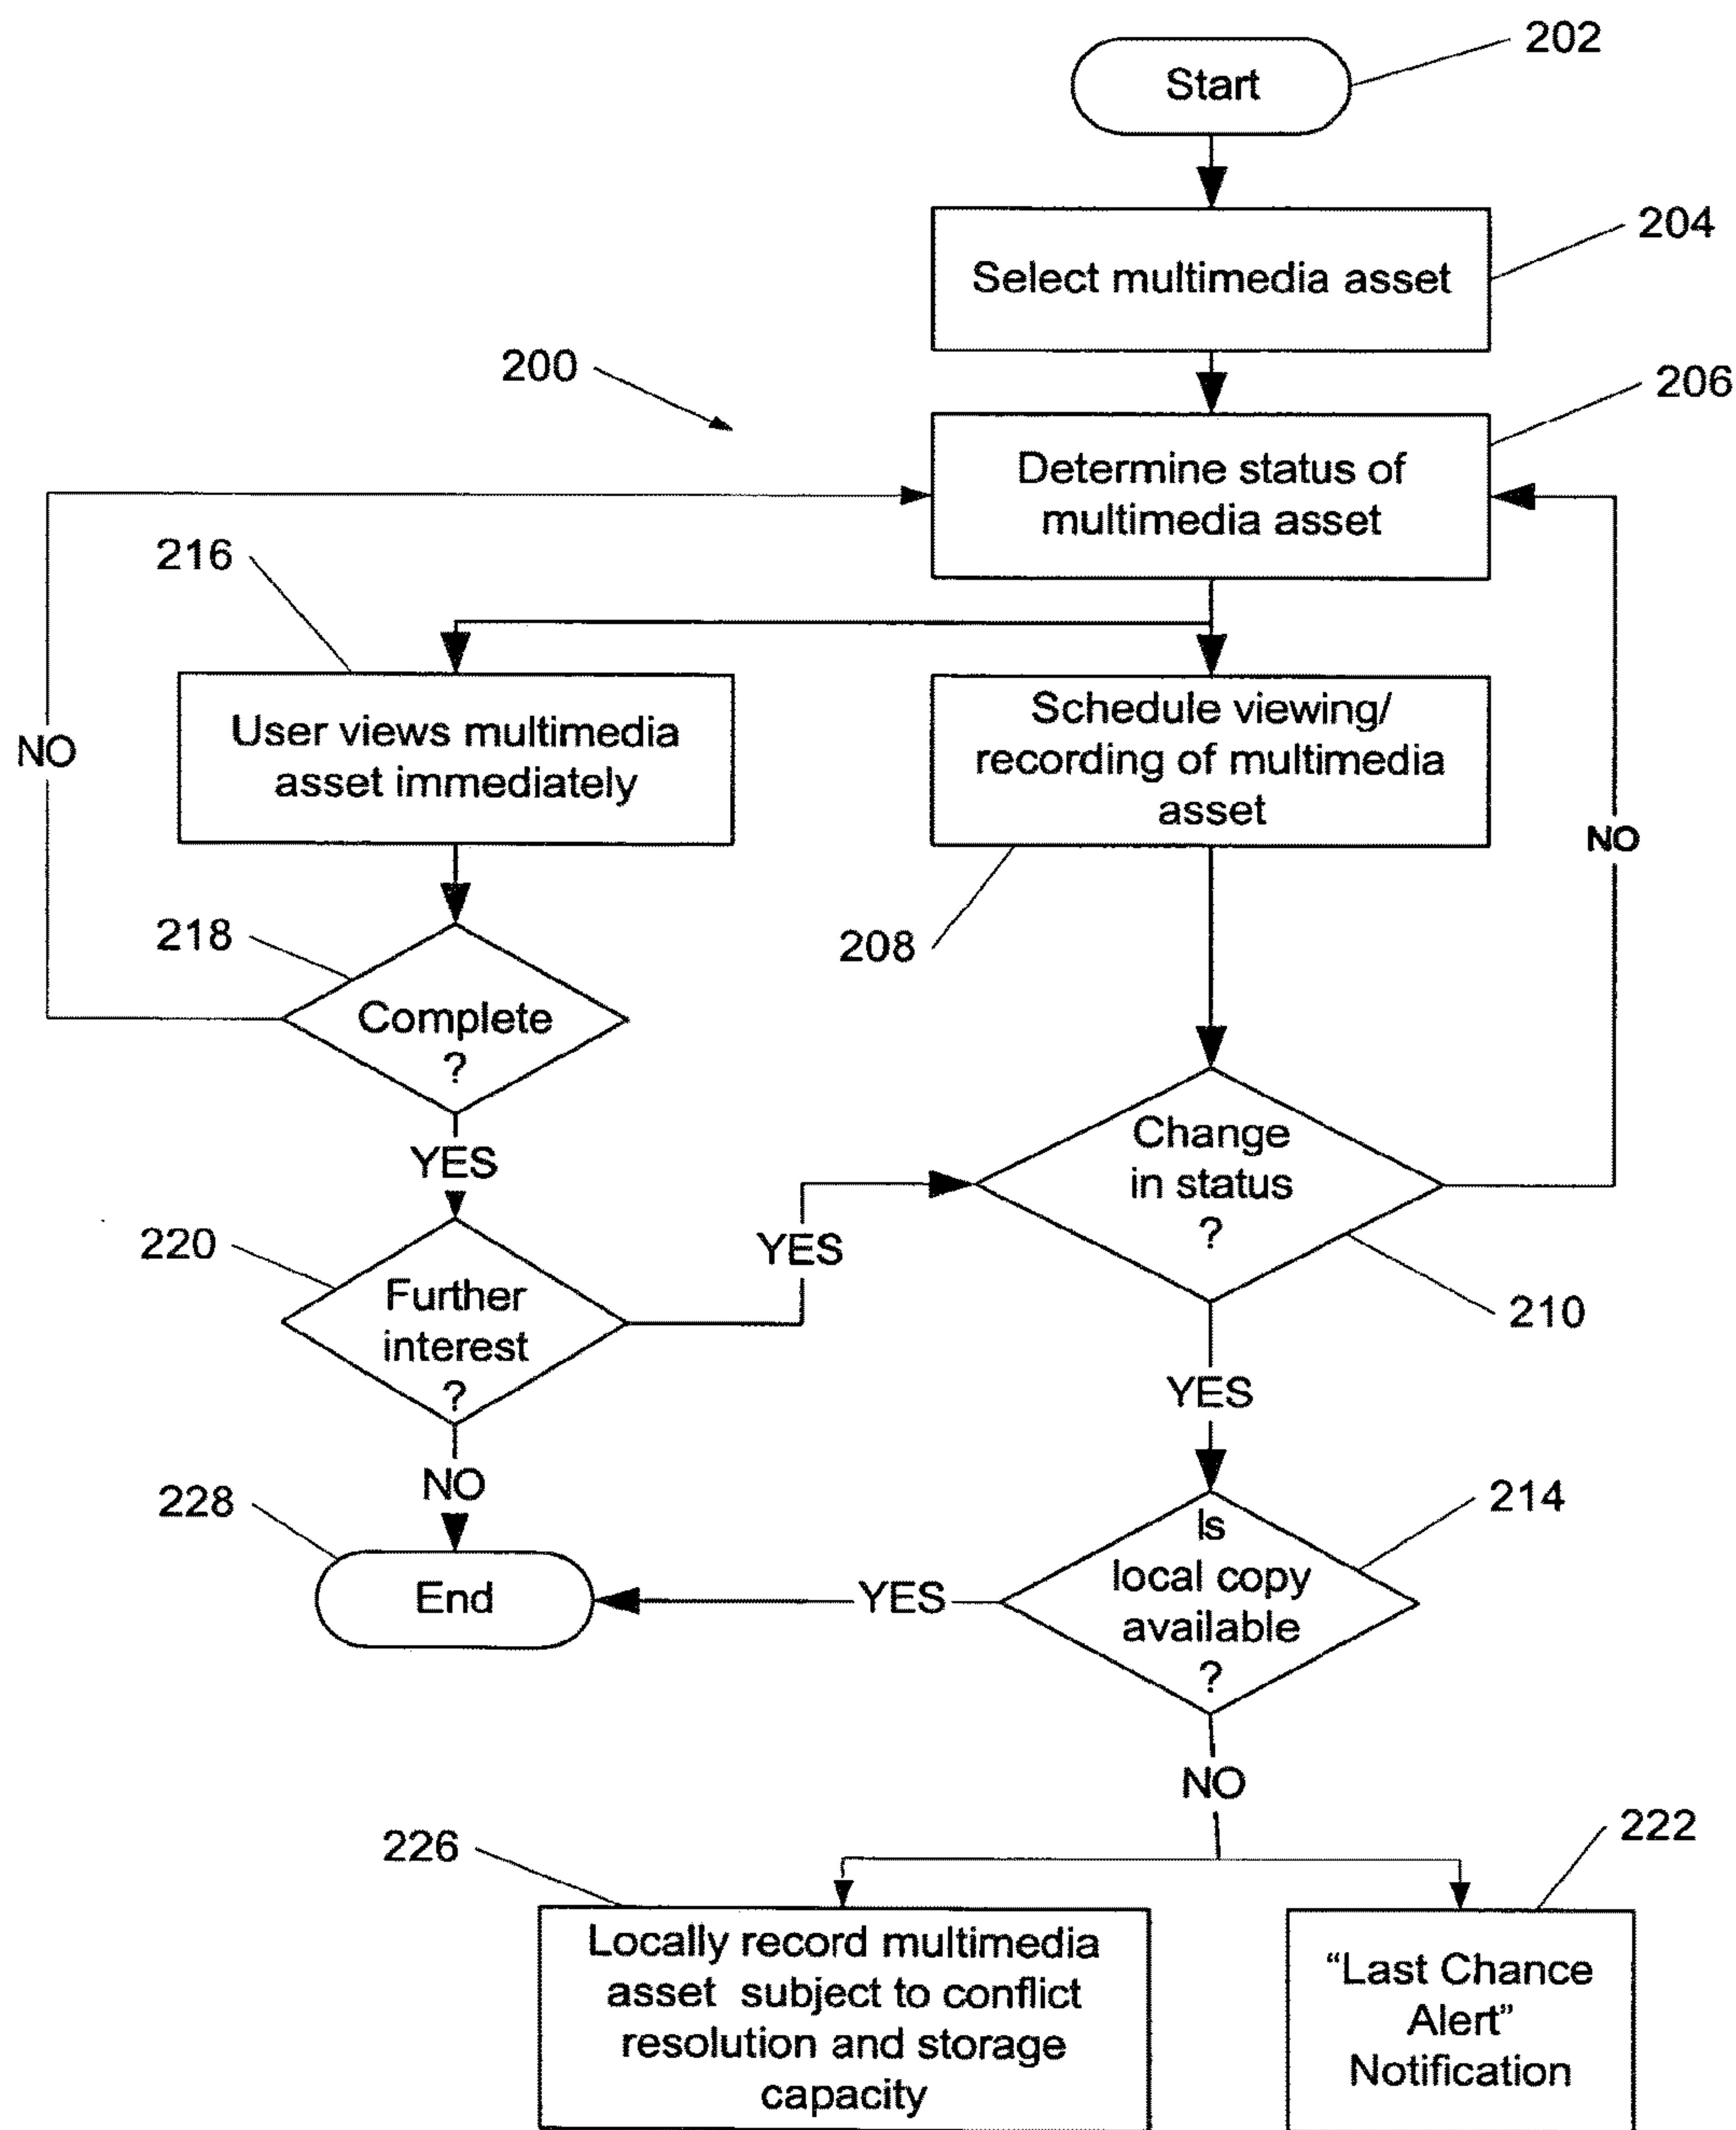 202
Start
204
Select multimedia asset
200
206
Determine status of
multimedia asset
216
User views multimedia
asset immediately
Schedule viewing/
recording of multimedia
asset
NO
NO
218
208
Complete
?
YES
Change
in status
?
220
YES
Further
interest
?
210
YES
NO
228
214
End
YES
Is
local copy
available
?
NO
226
222
Locally record multimedia
asset subject to conflict
resolution and storage
capacity
“Last Chance
Alert”
Notification